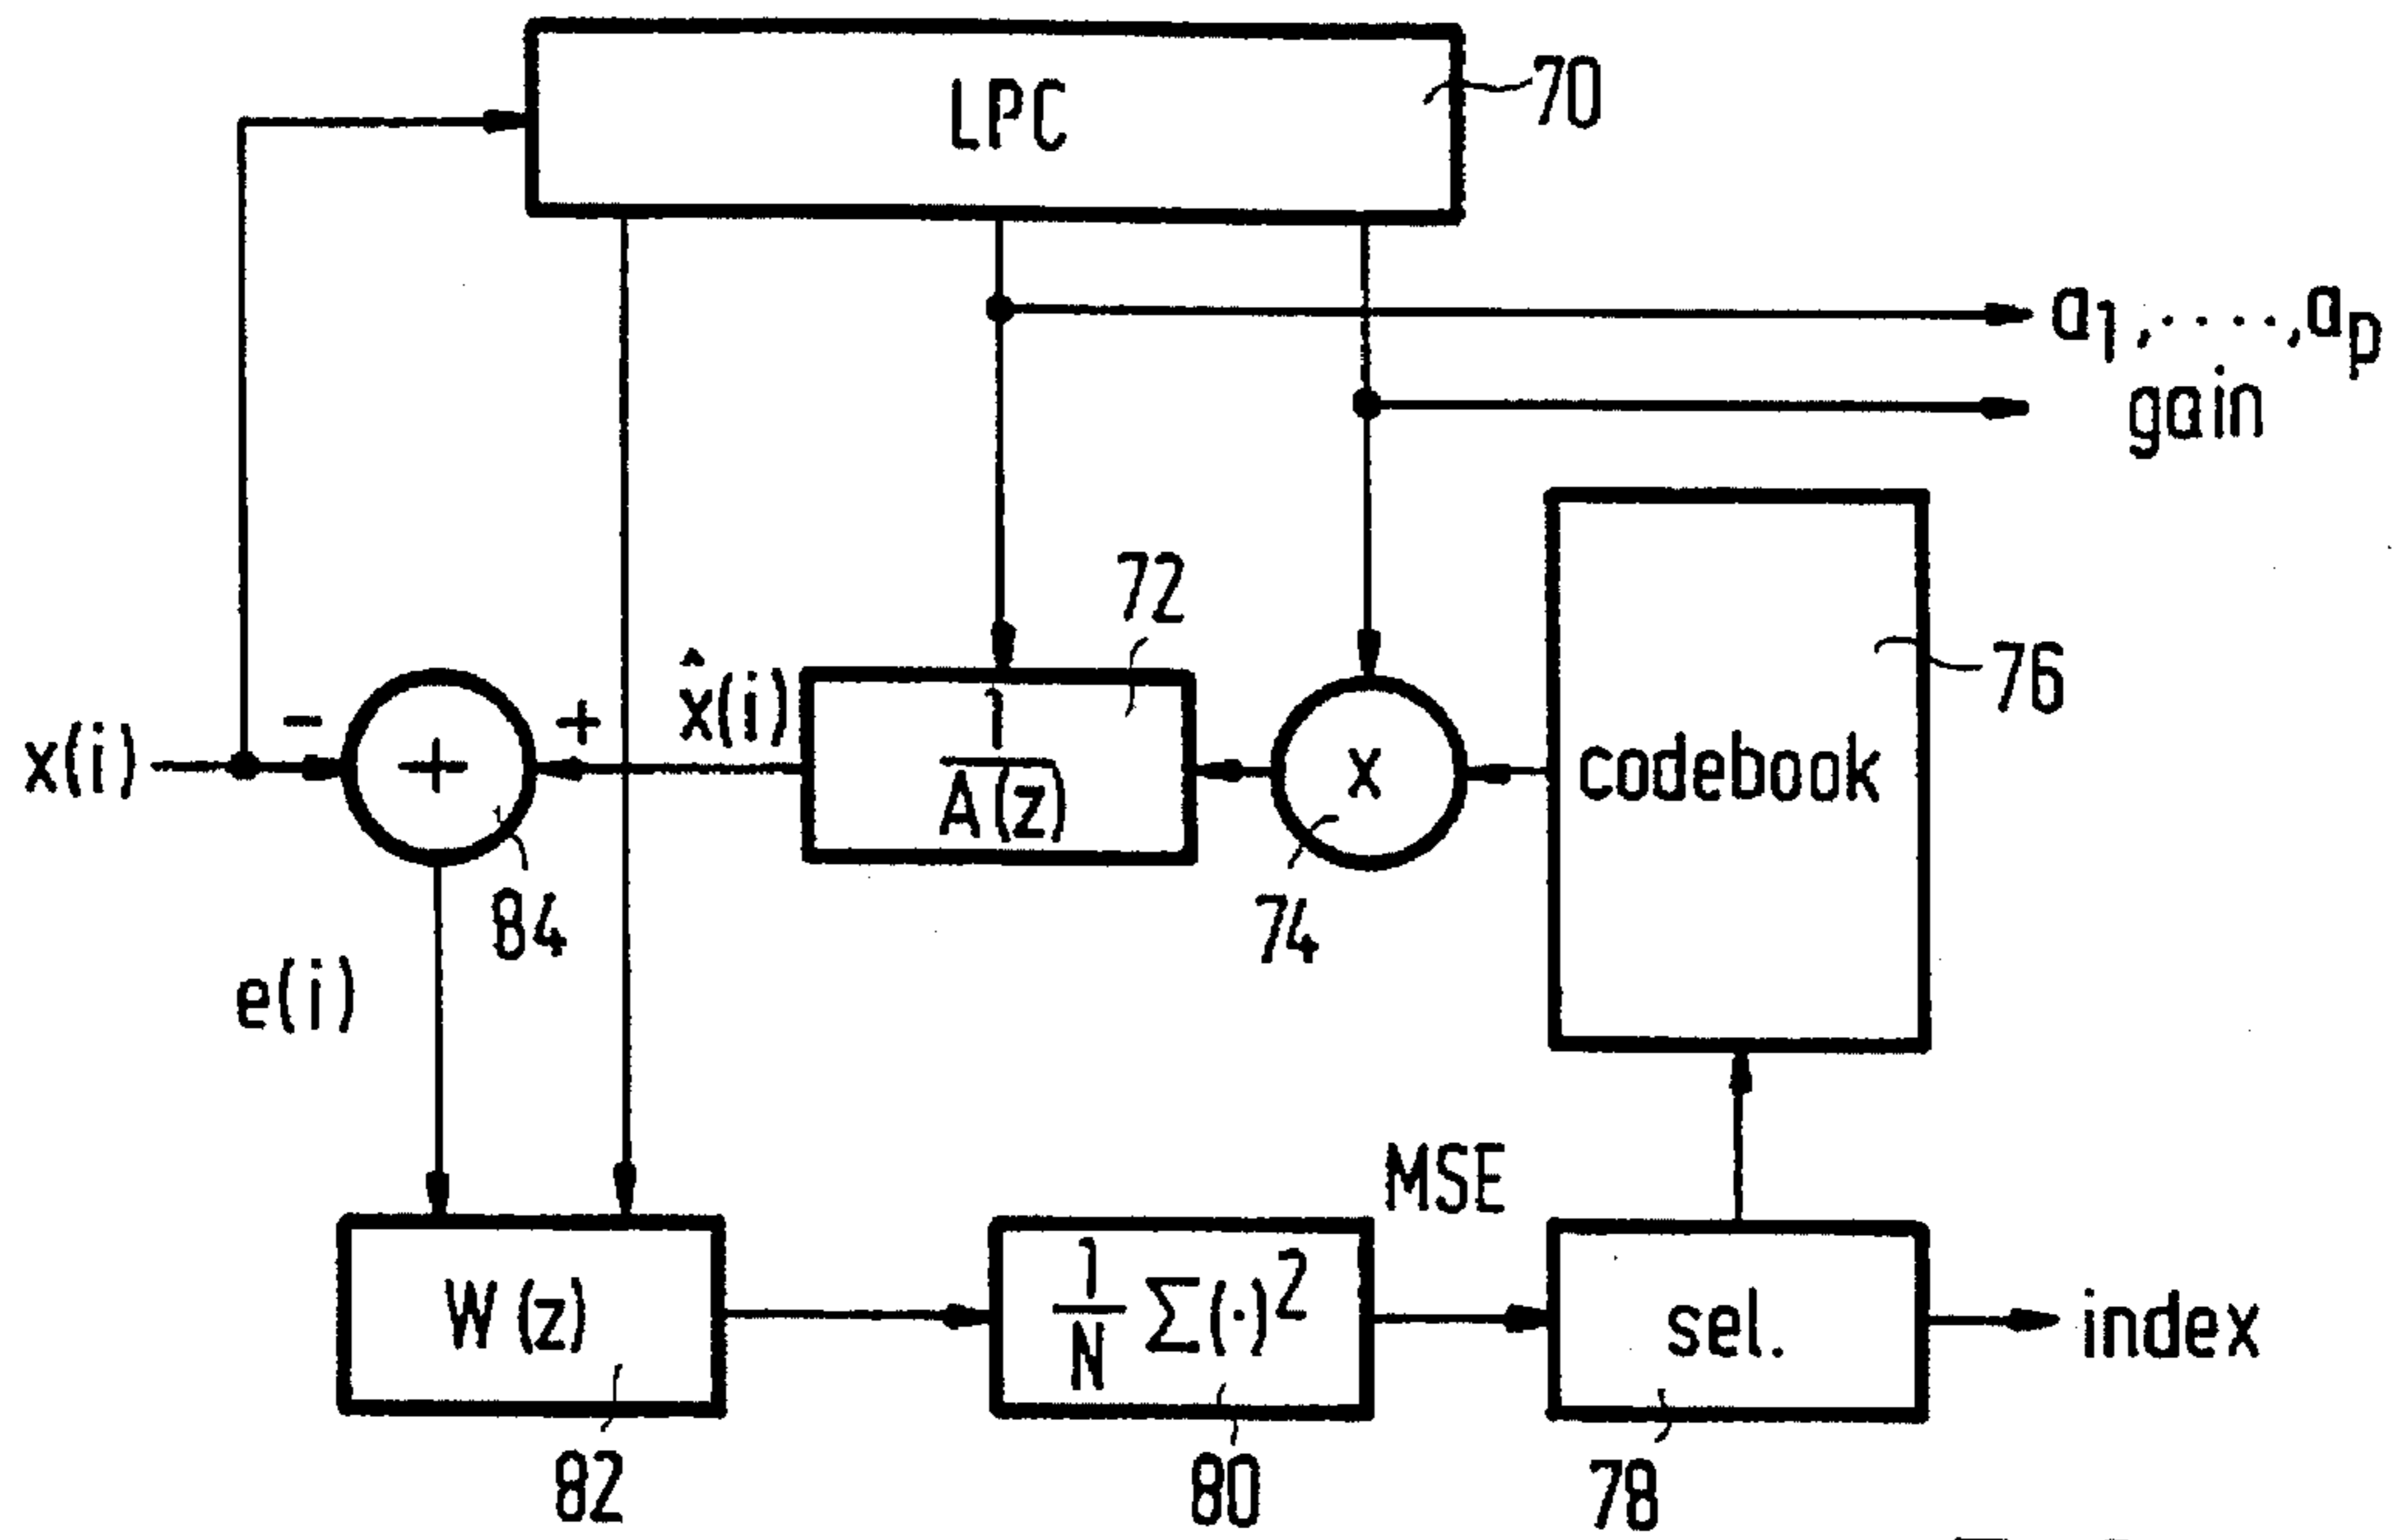 LPC
70
a1,....,ap
gain
72
76
x(i)
-
+
+
x̂(i)
1
A(z)
x
codebook
84
74
e(i)
MSE
W(z)
1
N
Σ(·)2
sel.
index
82
80
78